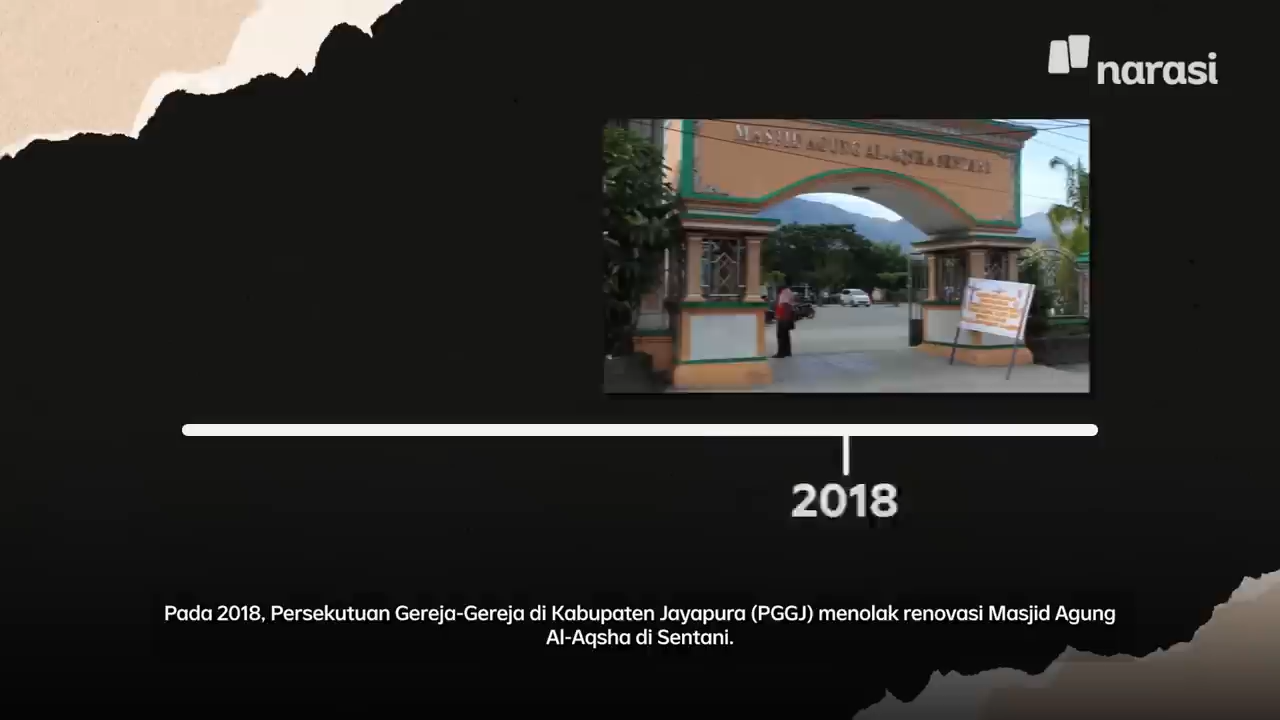 narasi
MASJID AGUNG AL-AQSHA SENTANI
2018
Pada 2018, Persekutuan Gereja-Gereja di Kabupaten Jayapura (PGGJ) menolak renovasi Masjid Agung
Al-Aqsha di Sentani.